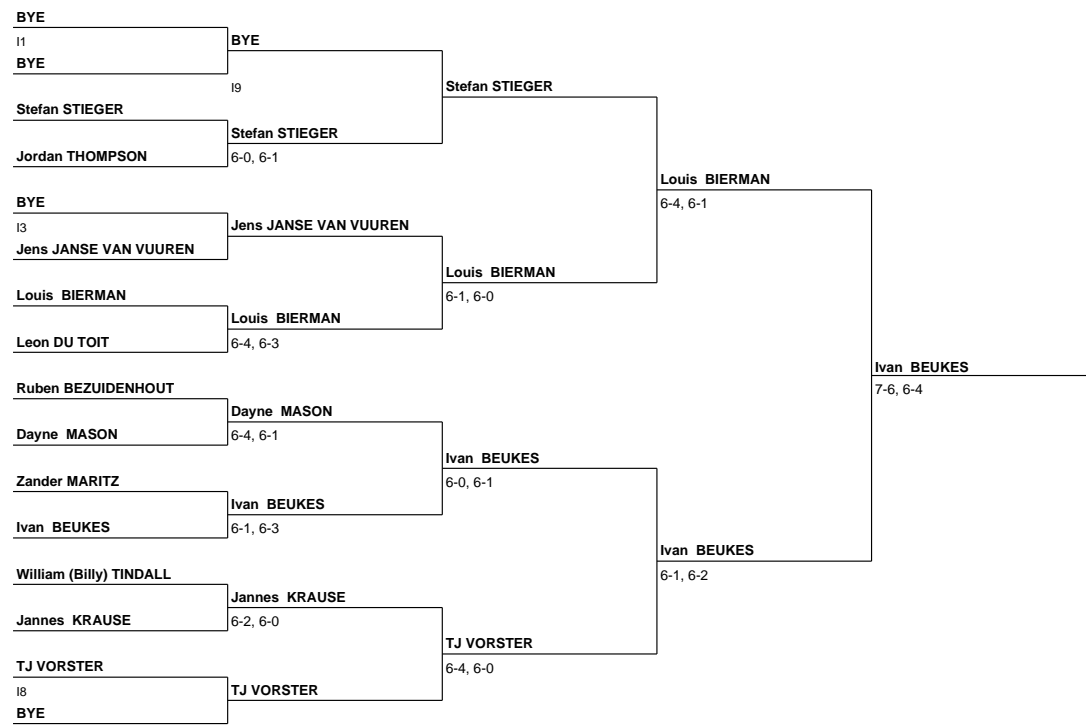 BYE
I1
BYE
BYE
I9
Stefan STIEGER
Stefan STIEGER
Stefan STIEGER
6-0, 6-1
Jordan THOMPSON
Louis BIERMAN
6-4, 6-1
BYE
I3
Jens JANSE VAN VUUREN
Jens JANSE VAN VUUREN
Louis BIERMAN
6-1, 6-0
Louis BIERMAN
Louis BIERMAN
6-4, 6-3
Leon DU TOIT
Ivan BEUKES
7-6, 6-4
Ruben BEZUIDENHOUT
Dayne MASON
6-4, 6-1
Dayne MASON
Ivan BEUKES
6-0, 6-1
Zander MARITZ
Ivan BEUKES
6-1, 6-3
Ivan BEUKES
Ivan BEUKES
6-1, 6-2
William (Billy) TINDALL
Jannes KRAUSE
6-2, 6-0
Jannes KRAUSE
TJ VORSTER
6-4, 6-0
TJ VORSTER
I8
TJ VORSTER
BYE